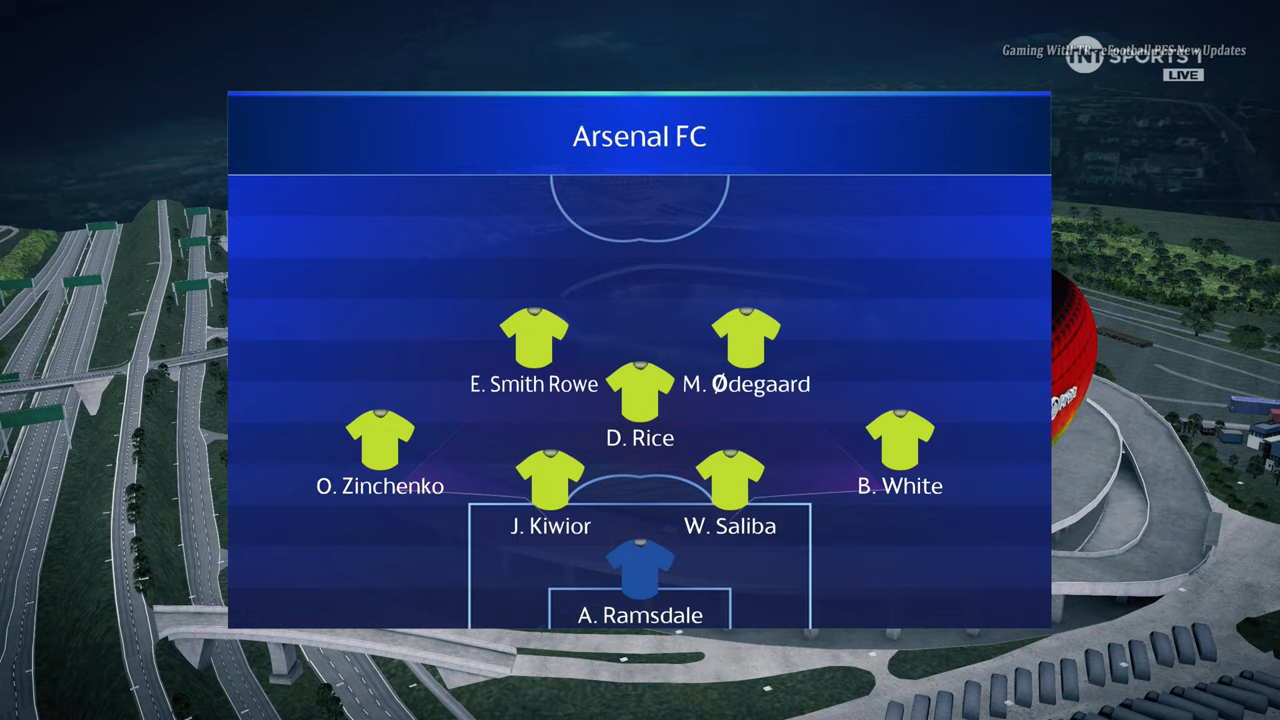 Gaming With TR - eFootball PES New Updates
TNT SPORTS 1
LIVE
Arsenal FC
E. Smith Rowe
M. Ødegaard
D. Rice
O. Zinchenko
B. White
J. Kiwior
W. Saliba
A. Ramsdale